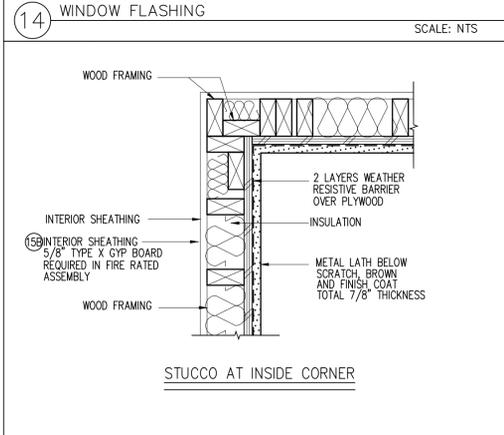 14 WINDOW FLASHING
SCALE: NTS
WOOD FRAMING
2 LAYERS WEATHER
RESISTIVE BARRIER
OVER PLYWOOD
INTERIOR SHEATHING
INSULATION
15B INTERIOR SHEATHING
5/8" TYPE X GYP BOARD
REQUIRED IN FIRE RATED
ASSEMBLY
METAL LATH BELOW
SCRATCH, BROWN
AND FINISH COAT
TOTAL 7/8" THICKNESS
WOOD FRAMING
STUCCO AT INSIDE CORNER